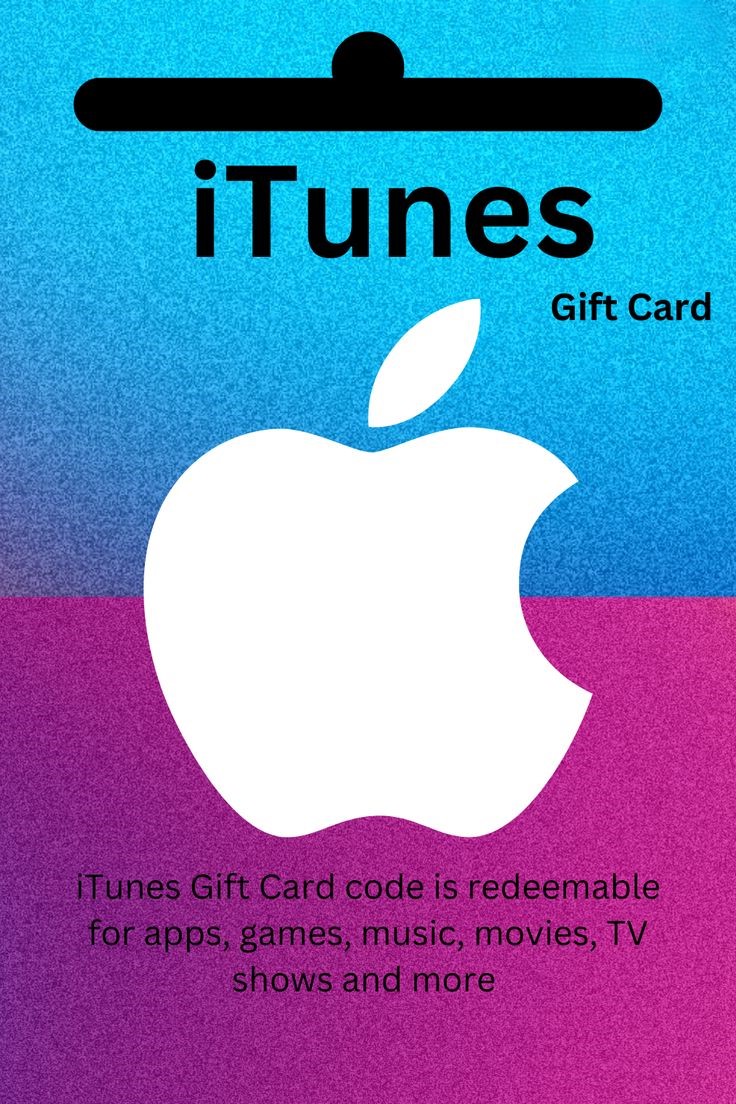 iTunes
Gift Card
iTunes Gift Card code is redeemable
for apps, games, music, movies, TV
shows and more